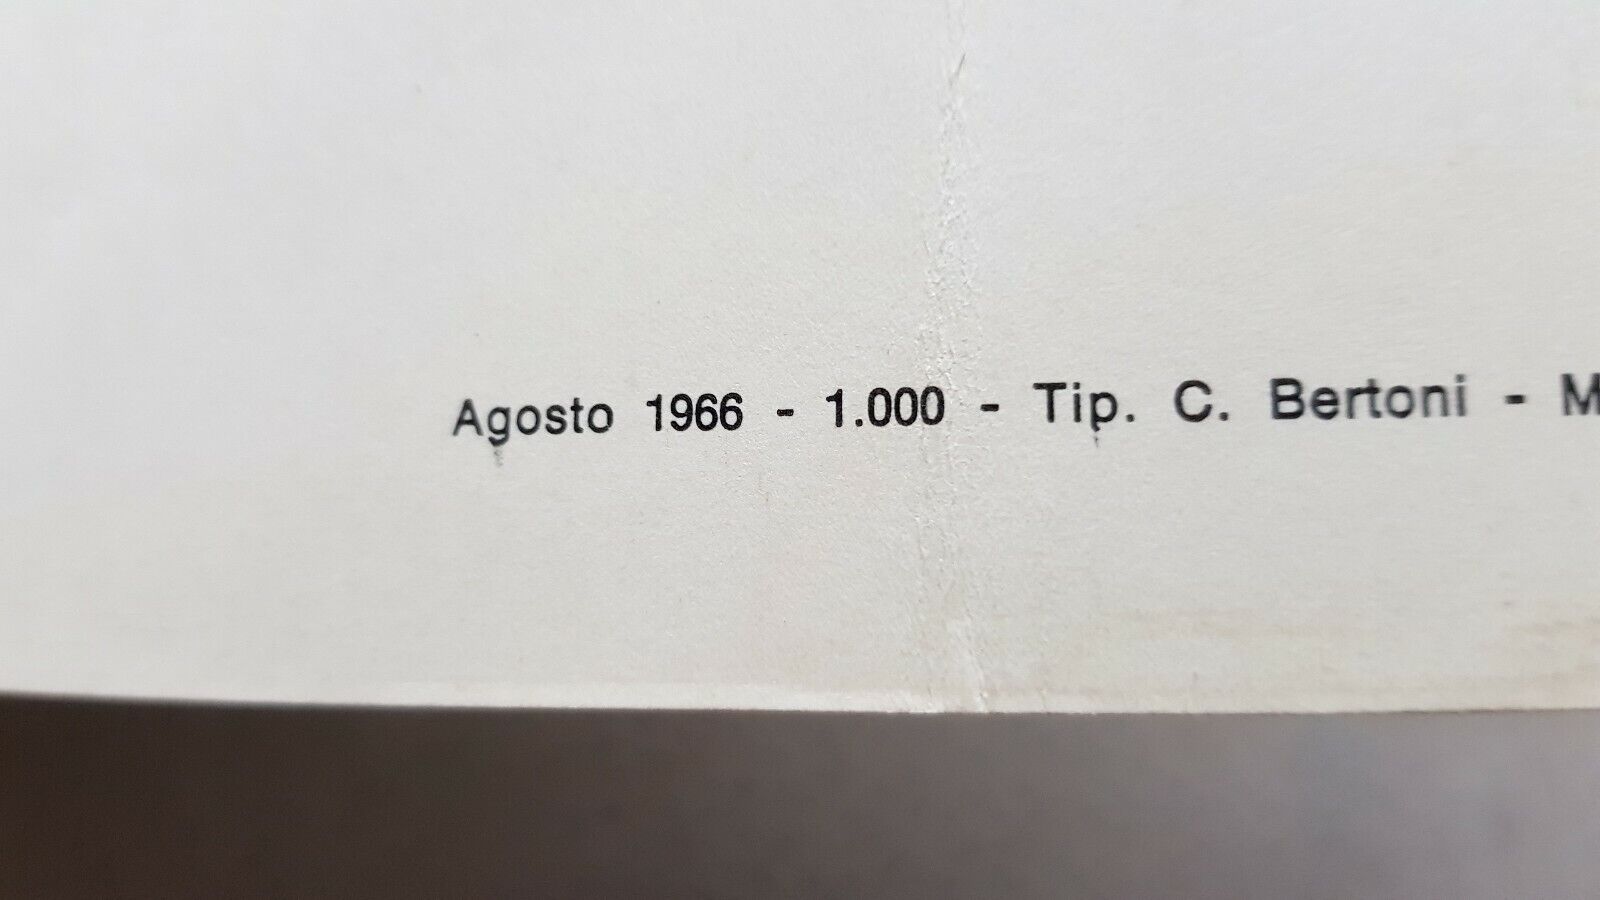 Agosto 1966 - 1.000 - Tip. C. Bertoni - M